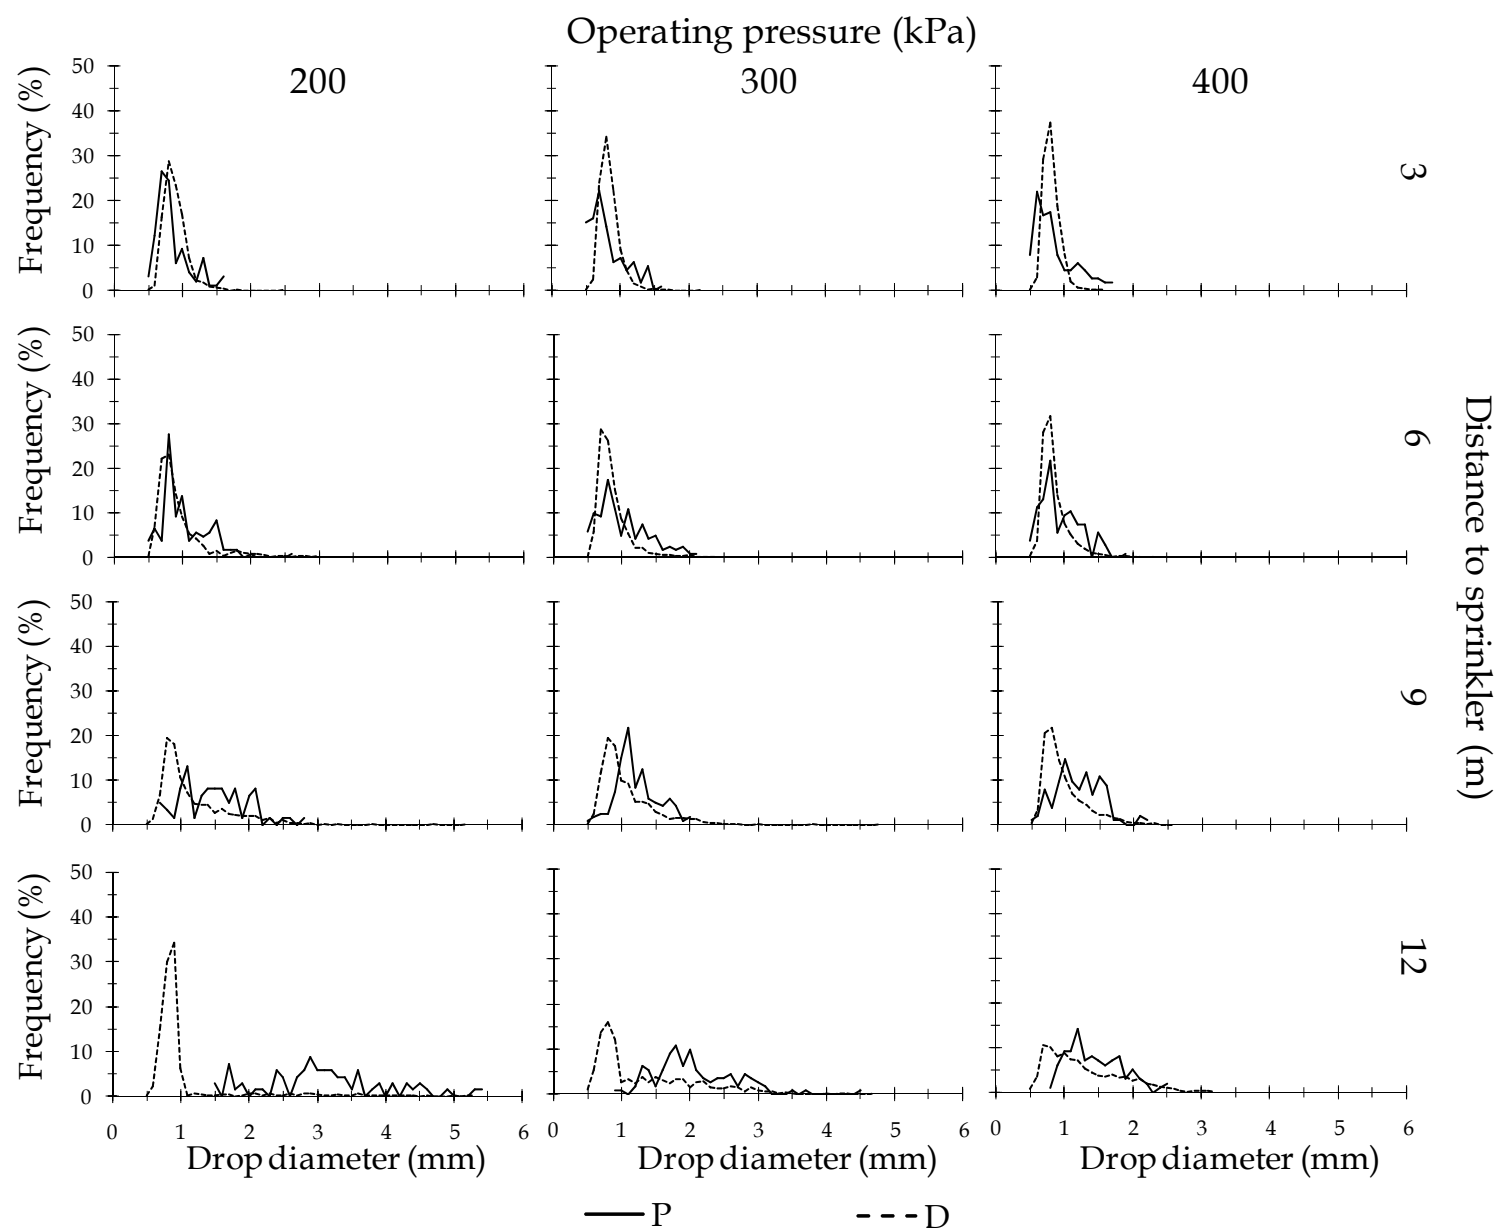 Operating pressure (kPa)
200 300 400
Frequency (%)
50
40
30
20
10
0
3
Frequency (%)
50
40
30
20
10
0
6
Distance to sprinkler (m)
Frequency (%)
50
40
30
20
10
0
9
Frequency (%)
50
40
30
20
10
0
12
0 1 2 3 4 5 6 0 1 2 3 4 5 6 0 1 2 3 4 5 6
Drop diameter (mm) Drop diameter (mm) Drop diameter (mm)
P D